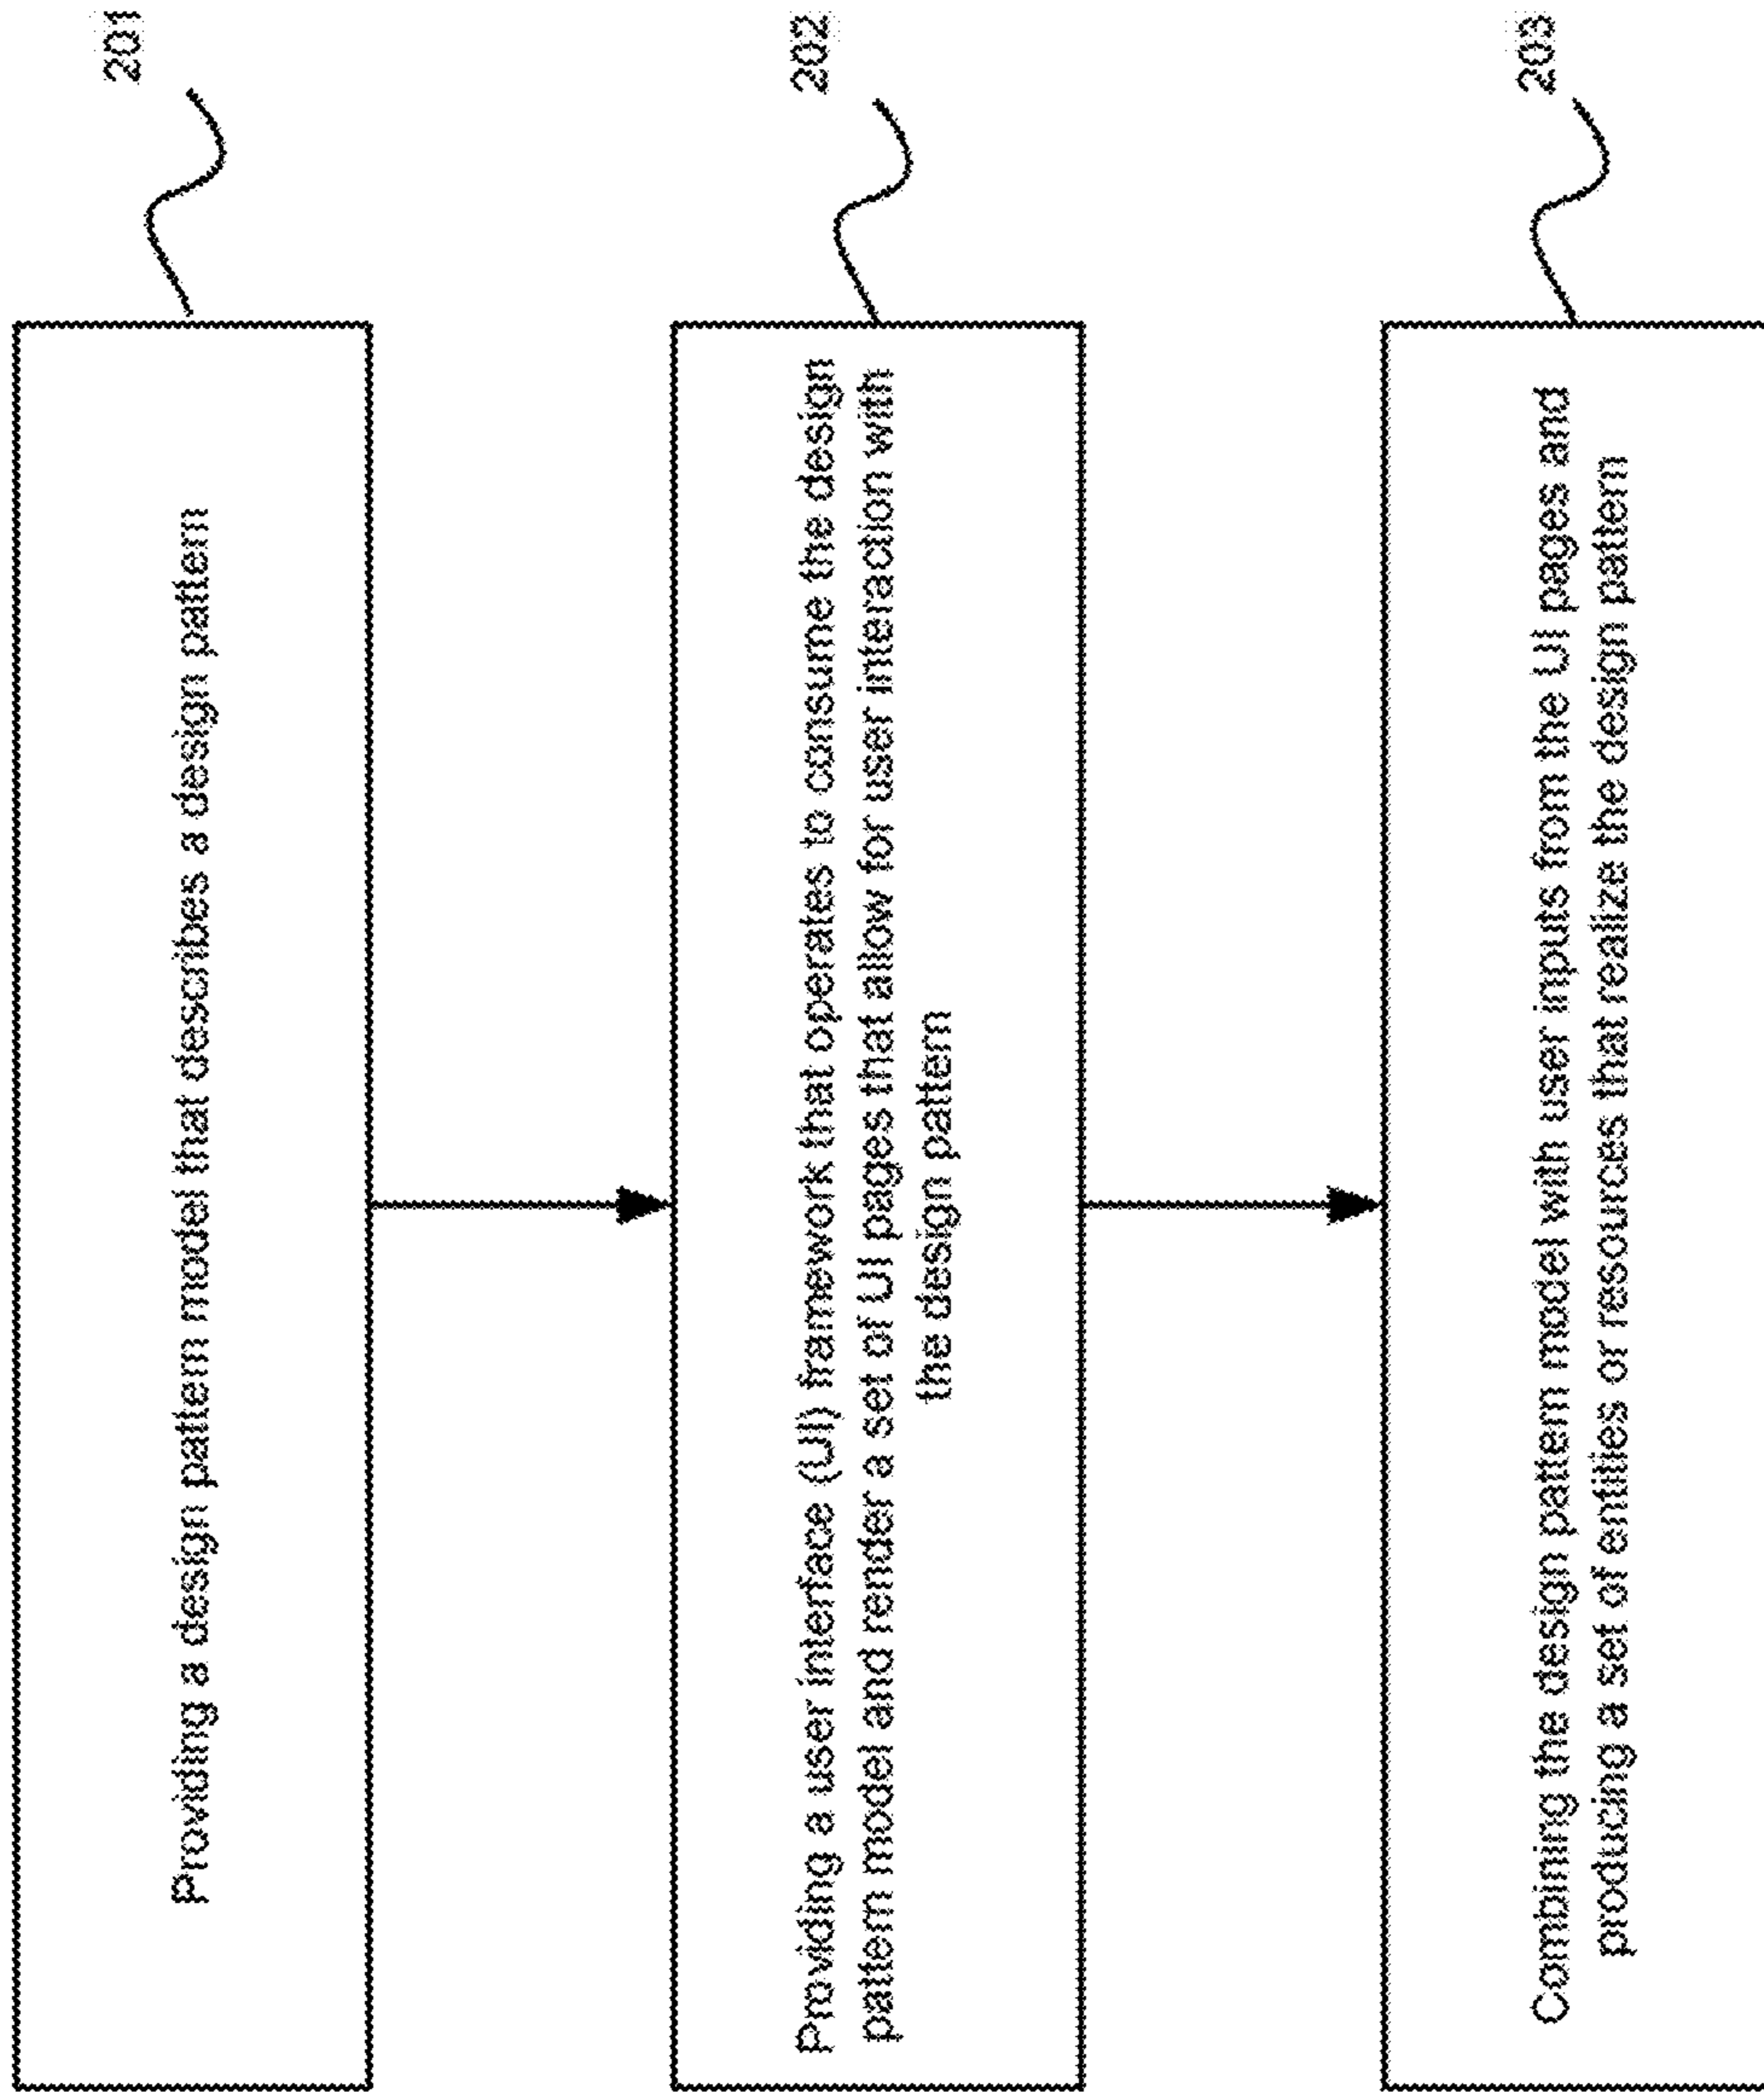 Providing a design pattern model that describes a design pattern
201
Providing a user interface (UI) framework that operates to consume the design
pattern model and render a set of UI pages that allow for user interaction with
the design pattern
202
Combining the design pattern model with user inputs from the UI pages and
producing a set of entities or resources that realize the design pattern
203